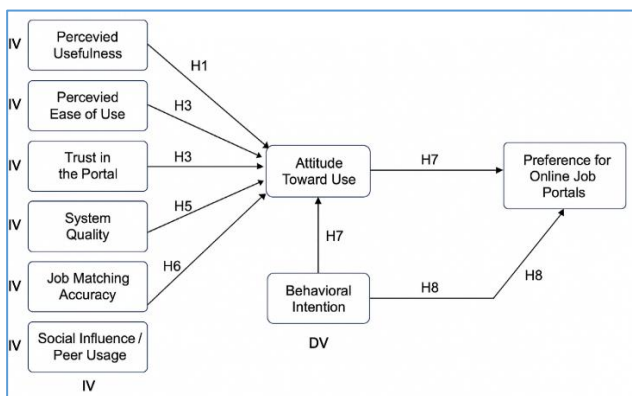 IV
Percevied
Usefulness
H1
IV
Percevied
Ease of Use
H3
IV
Trust in
the Portal
H3
Attitude
Toward Use
H7
Preference for
Online Job
Portals
IV
System
Quality
H5
H7
IV
Job Matching
Accuracy
H6
Behavioral
Intention
H8
H8
DV
IV
Social Influence /
Peer Usage
IV